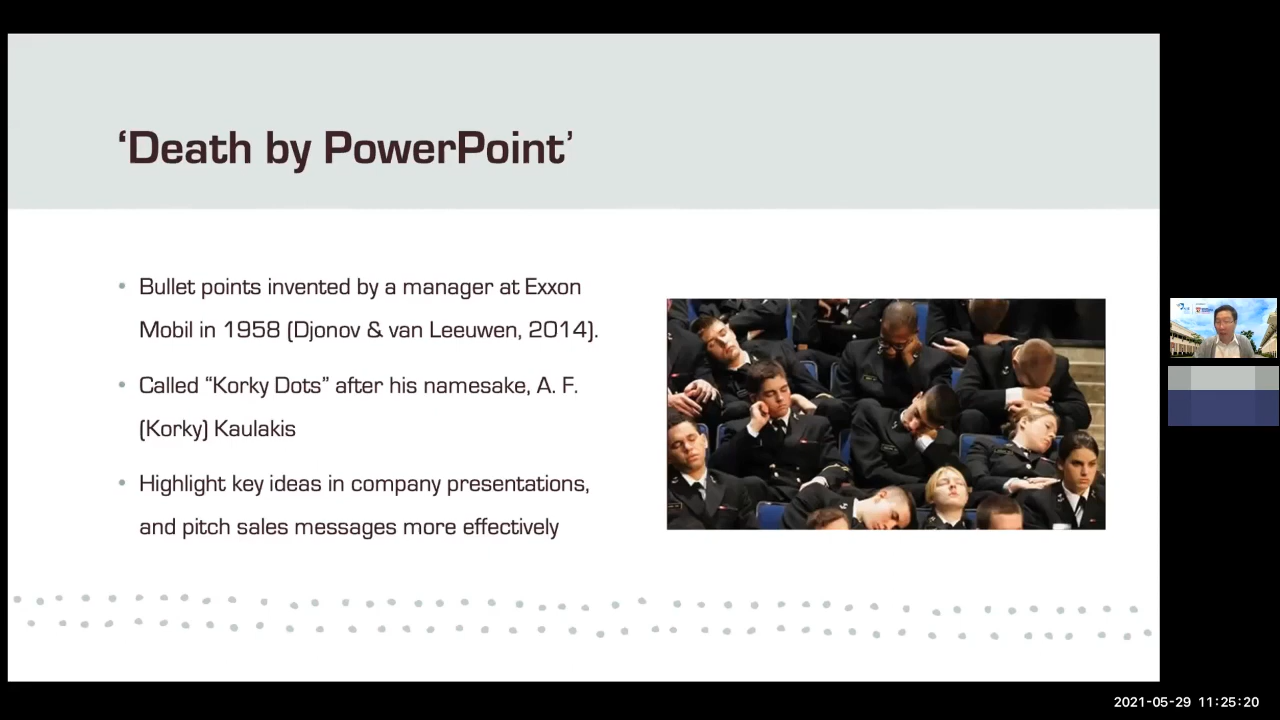 ‘Death by PowerPoint’
• Bullet points invented by a manager at Exxon
Mobil in 1958 (Djonov & van Leeuwen, 2014).
• Called “Korky Dots” after his namesake, A. F.
(Korky) Kaulakis
• Highlight key ideas in company presentations,
and pitch sales messages more effectively
2021-05-29 11:25:20